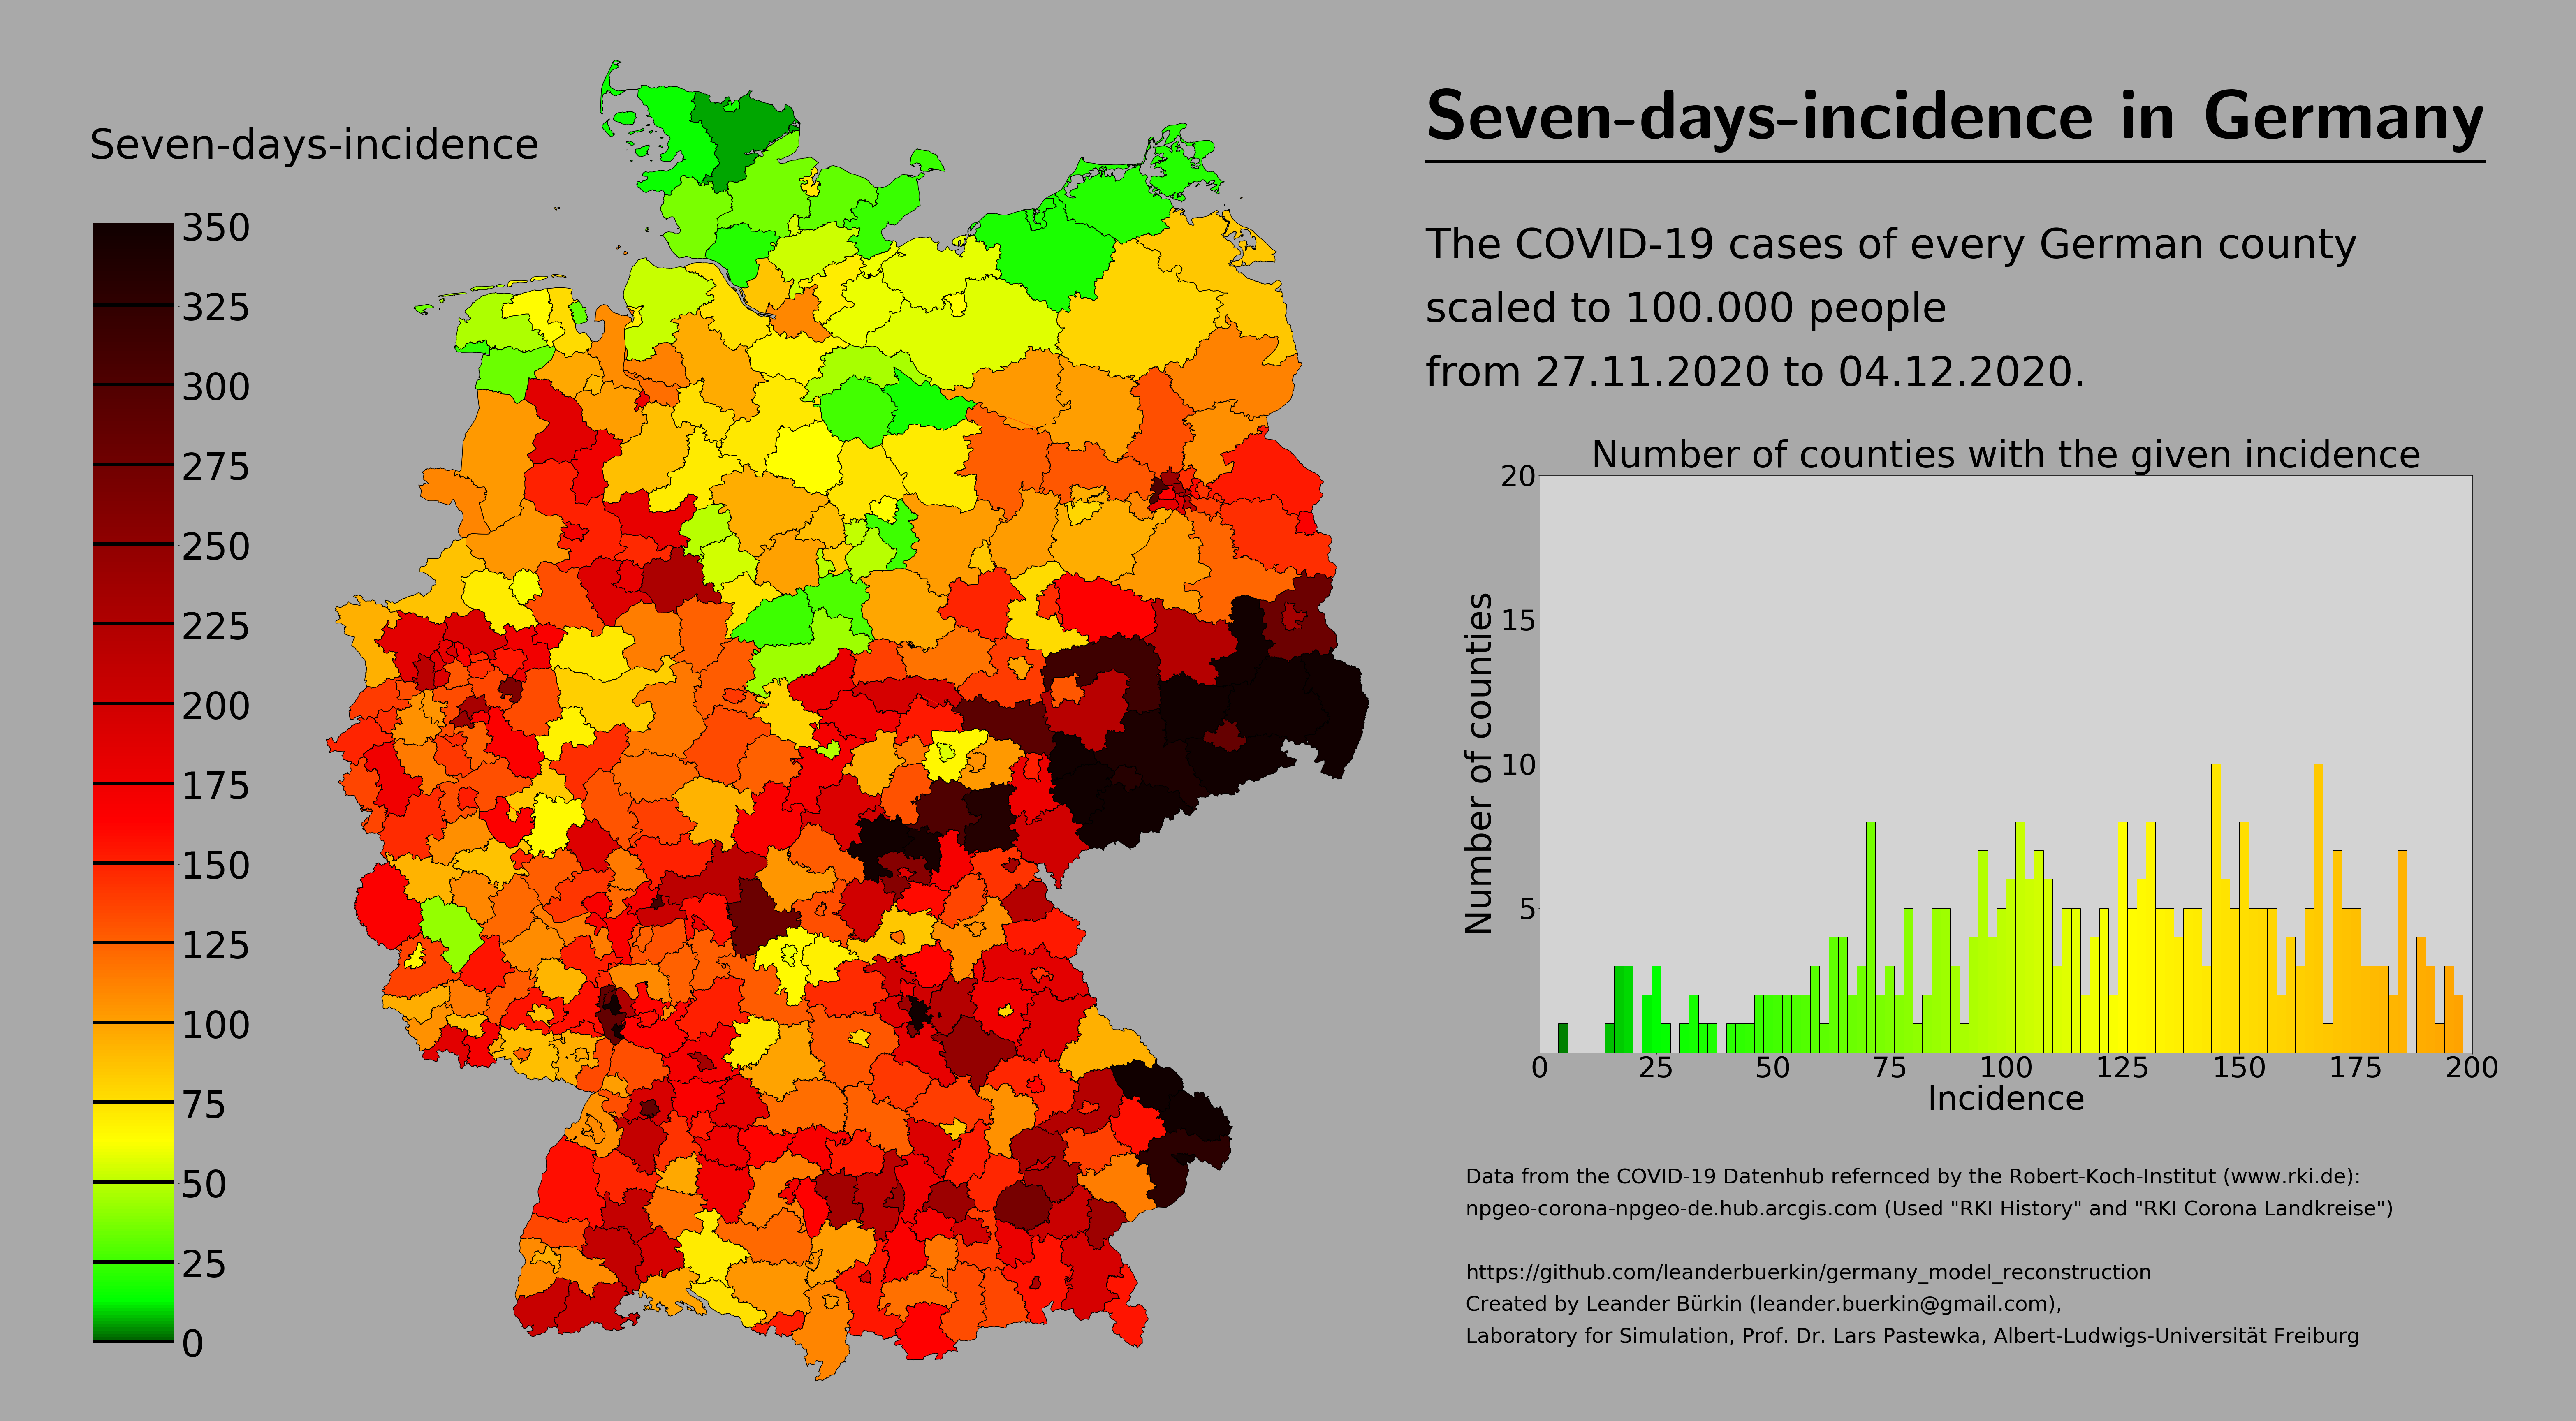 Seven-days-incidence
350
325
300
275
250
225
200
175
150
125
100
75
50
25
0
Seven-days-incidence in Germany
The COVID-19 cases of every German county
scaled to 100.000 people
from 27.11.2020 to 04.12.2020.
Number of counties with the given incidence
Number of counties
20
15
10
5
0 25 50 75 100 125 150 175 200
Incidence
Data from the COVID-19 Datenhub refernced by the Robert-Koch-Institut (www.rki.de):
npgeo-corona-npgeo-de.hub.arcgis.com (Used "RKI History" and "RKI Corona Landkreise")
https://github.com/leanderbuerkin/germany_model_reconstruction
Created by Leander Bürkin (leander.buerkin@gmail.com),
Laboratory for Simulation, Prof. Dr. Lars Pastewka, Albert-Ludwigs-Universität Freiburg